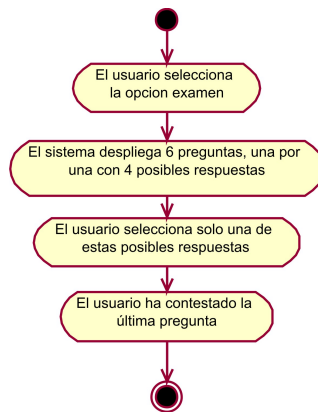 El usuario selecciona
la opcion examen
El sistema despliega 6 preguntas, una por
una con 4 posibles respuestas
El usuario selecciona solo una de
estas posibles respuestas
El usuario ha contestado la
última pregunta